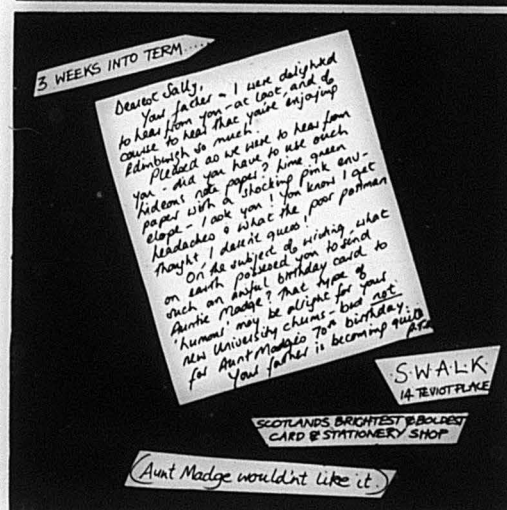 3 WEEKS INTO TERM.....
Dearest Sally,
Your father & I were delighted
to hear from you - at last, and of
course to hear that you're enjoying
Edinburgh so much.
Pleased as we were to hear from
you - did you have to use such
hideous note paper? Lime green
paper with a shocking pink env-
elope - I ask you! You know I get
headaches & what the poor postman
thought, I daren't guess!
On the subject of writing, what
on earth possessed you to send
such an awful birthday card to
Auntie Madge? That type of
'humour' may be alright for your
new University chums - but not
for Aunt Madge's 70th birthday.
Your father is becoming quite
P.T.O
S·W·A·L·K·
14 TEVIOT PLACE
SCOTLANDS BRIGHTEST & BOLDEST
CARD & STATIONERY SHOP
(Aunt Madge wouldn't like it.)